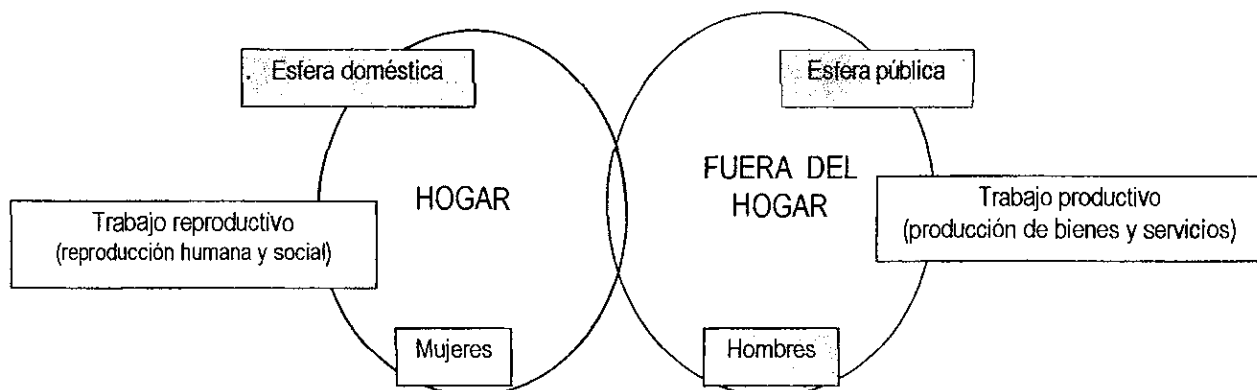 Esfera doméstica
Esfera pública
HOGAR
FUERA DEL
HOGAR
Trabajo reproductivo
(reproducción humana y social)
Trabajo productivo
(producción de bienes y servicios)
Mujeres
Hombres